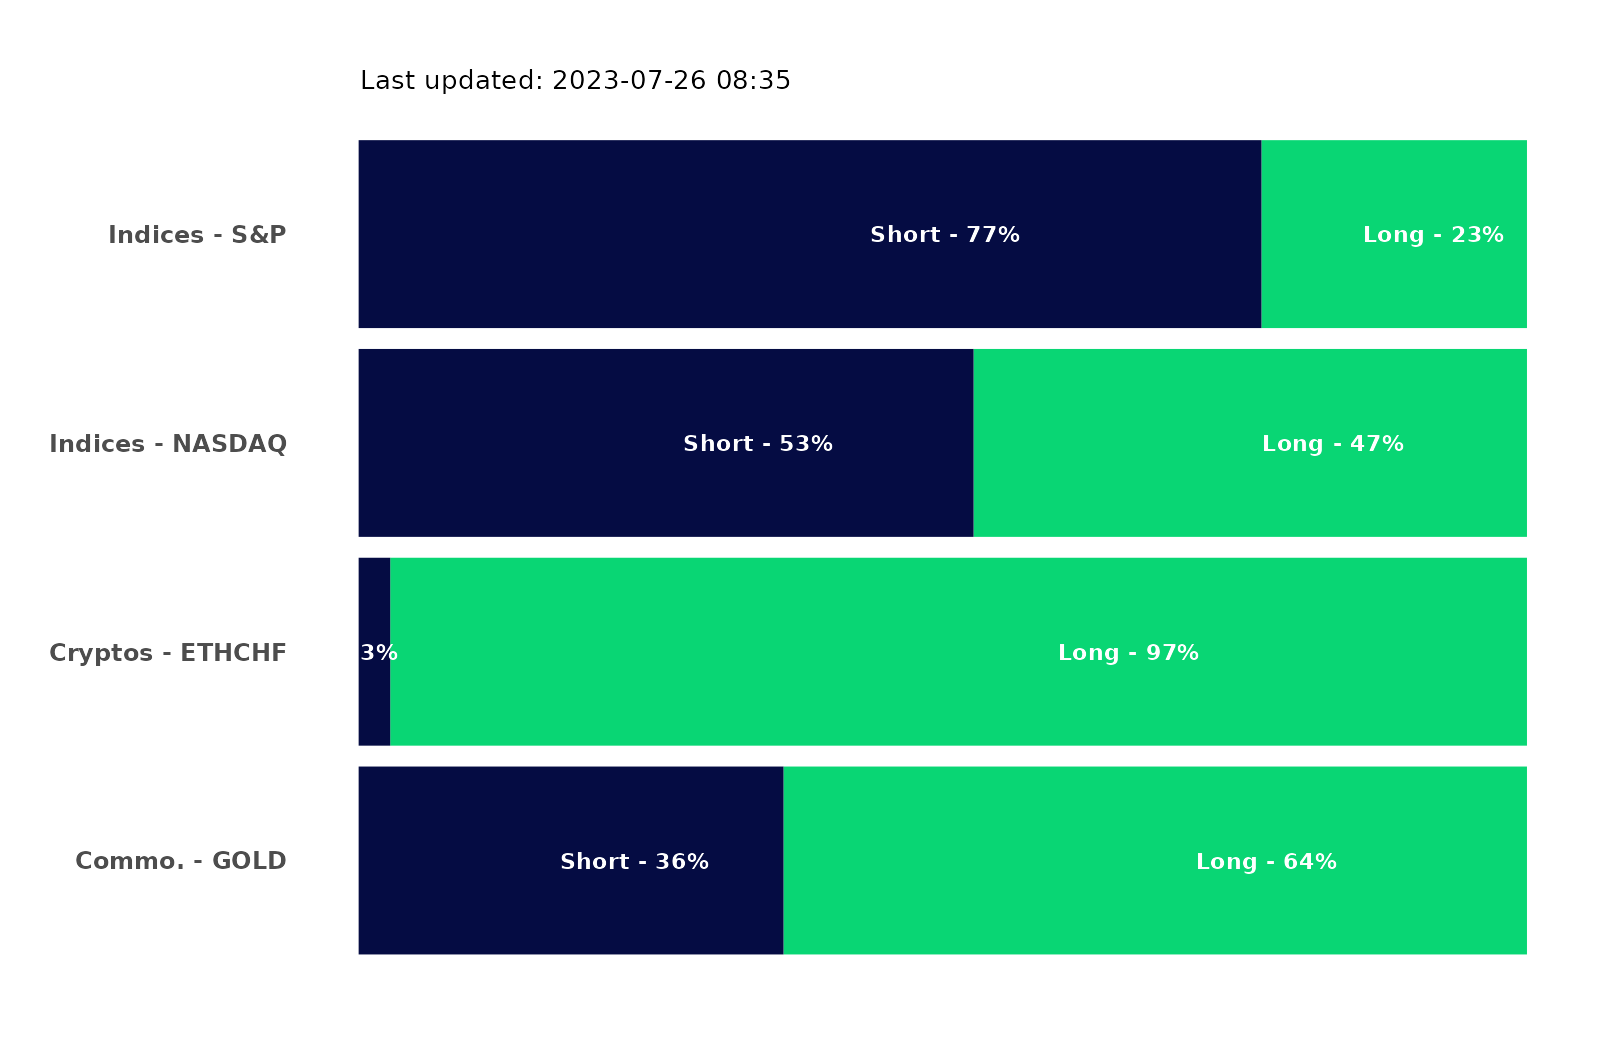 Last updated: 2023-07-26 08:35
Indices - S&P Short - 77% Long - 23%
Indices - NASDAQ Short - 53% Long - 47%
Cryptos - ETHCHF 3% Long - 97%
Commo. - GOLD Short - 36% Long - 64%